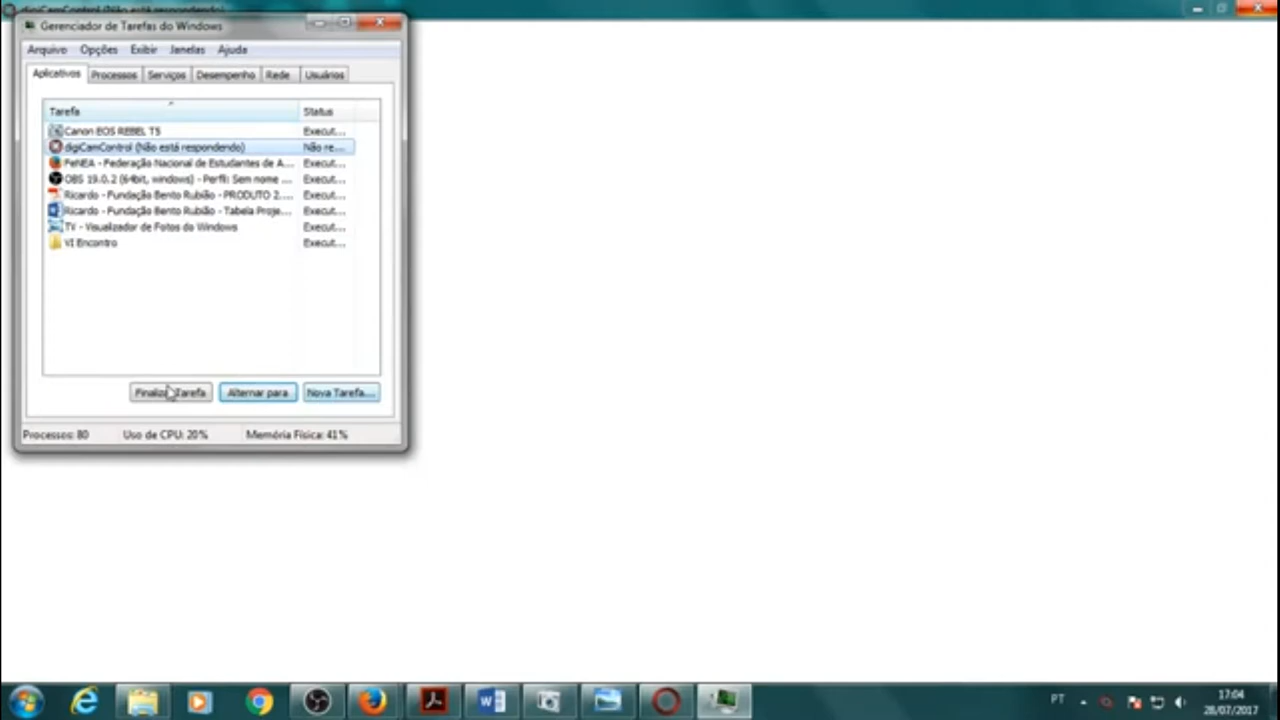 digiCamControl (Não está respondendo)
Gerenciador de Tarefas do Windows
Arquivo Opções Exibir Janelas Ajuda
Aplicativos Processos Serviços Desempenho Rede Usuários
Tarefa Status
Canon EOS REBEL T5 Execut...
digiCamControl (Não está respondendo) Não re...
FeNEA - Federação Nacional de Estudantes de A... Execut...
OBS 19.0.2 (64bit, windows) - Perfil: Sem nome ... Execut...
Ricardo - Fundação Bento Rubião - PRODUTO 2.... Execut...
Ricardo - Fundação Bento Rubião - Tabela Proje... Execut...
TV - Visualizador de Fotos do Windows Execut...
VI Encontro Execut...
Finalizar Tarefa Alternar para Nova Tarefa...
Processos: 80 Uso de CPU: 20% Memória Física: 41%
PT 17:04
28/07/2017